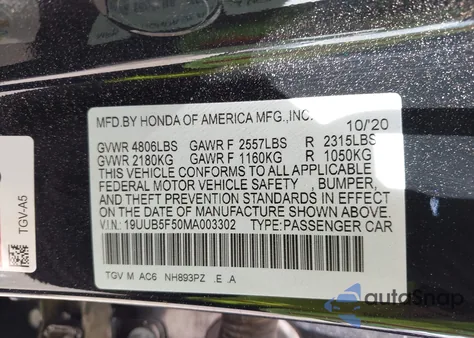 MFD.BY HONDA OF AMERICA MFG.,INC. 10/'20
GVWR 4806LBS GAWR F 2557LBS R 2315LBS
GVWR 2180KG GAWR F 1160KG R 1050KG
THIS VEHICLE CONFORMS TO ALL APPLICABLE
FEDERAL MOTOR VEHICLE SAFETY , BUMPER,
AND THEFT PREVENTION STANDARDS IN EFFECT
ON THE DATE OF MANUFACTURE SHOWN ABOVE.
V.I.N.: 19UUB5F50MA003302 TYPE:PASSENGER CAR
TGV M AC6 NH893PZ .E .A
TGV-A5
autoSnap